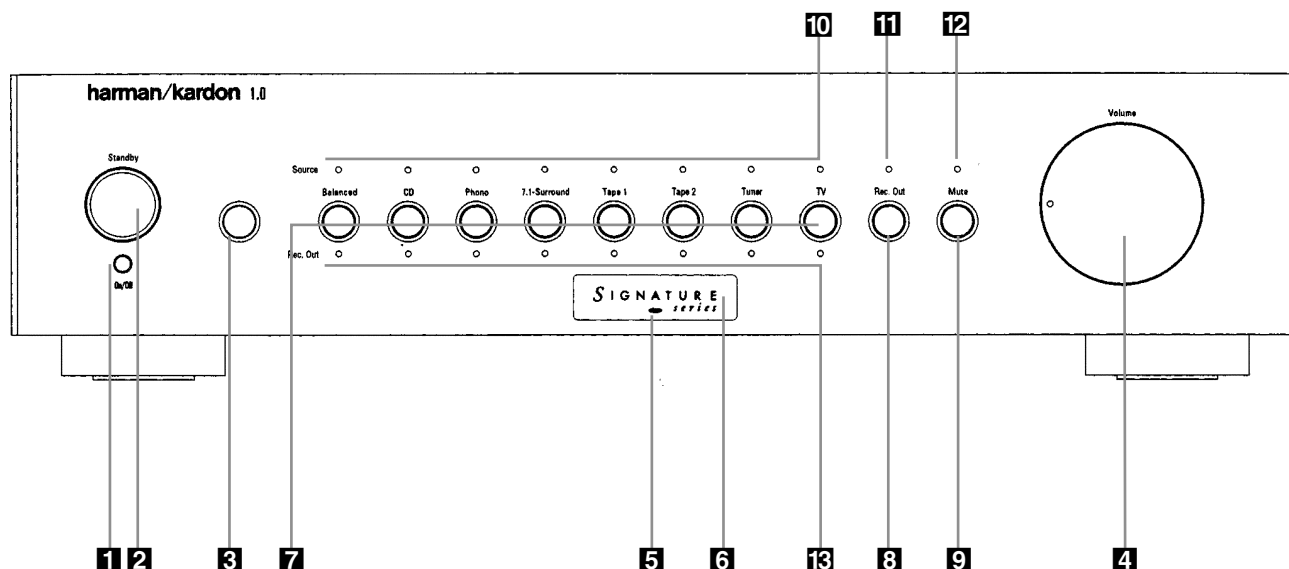 10 11 12
harman/kardon 1.0
Volume
Standby
Source
Balanced CD Phono 7.1-Surround Tape 1 Tape 2 Tuner TV Rec. Out Mute
Rec. Out
On/Off
SIGNATURE
series
1 2 3 7 5 6 13 8 9 4